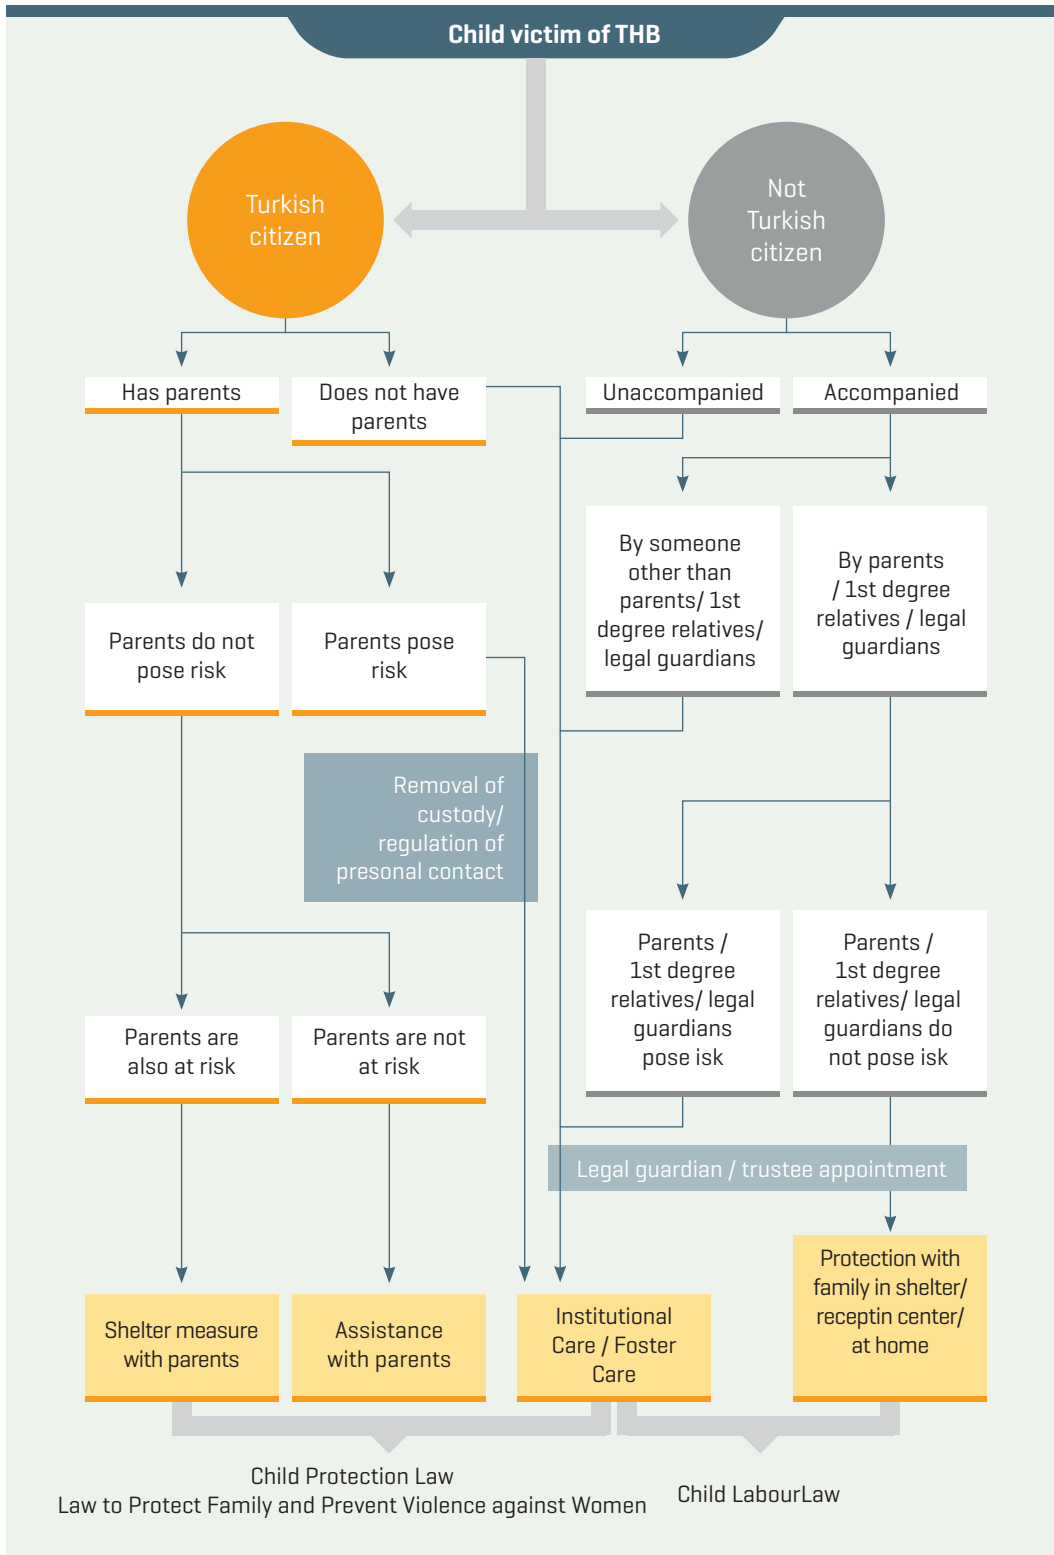 Child victim of THB
Turkish
citizen
Not
Turkish
citizen
Has parents
Does not have
parents
Unaccompanied
Accompanied
By someone
other than
parents/ 1st
degree relatives/
legal guardians
By parents
/ 1st degree
relatives / legal
guardians
Parents do not
pose risk
Parents pose
risk
Removal of
custody/
regulation of
presonal contact
Parents /
1st degree
relatives/ legal
guardians
pose isk
Parents /
1st degree
relatives/ legal
guardians do
not pose isk
Parents are
also at risk
Parents are not
at risk
Legal guardian / trustee appointment
Protection with
family in shelter/
receptin center/
at home
Shelter measure
with parents
Assistance
with parents
Institutional
Care / Foster
Care
Child Protection Law
Law to Protect Family and Prevent Violence against Women
Child LabourLaw